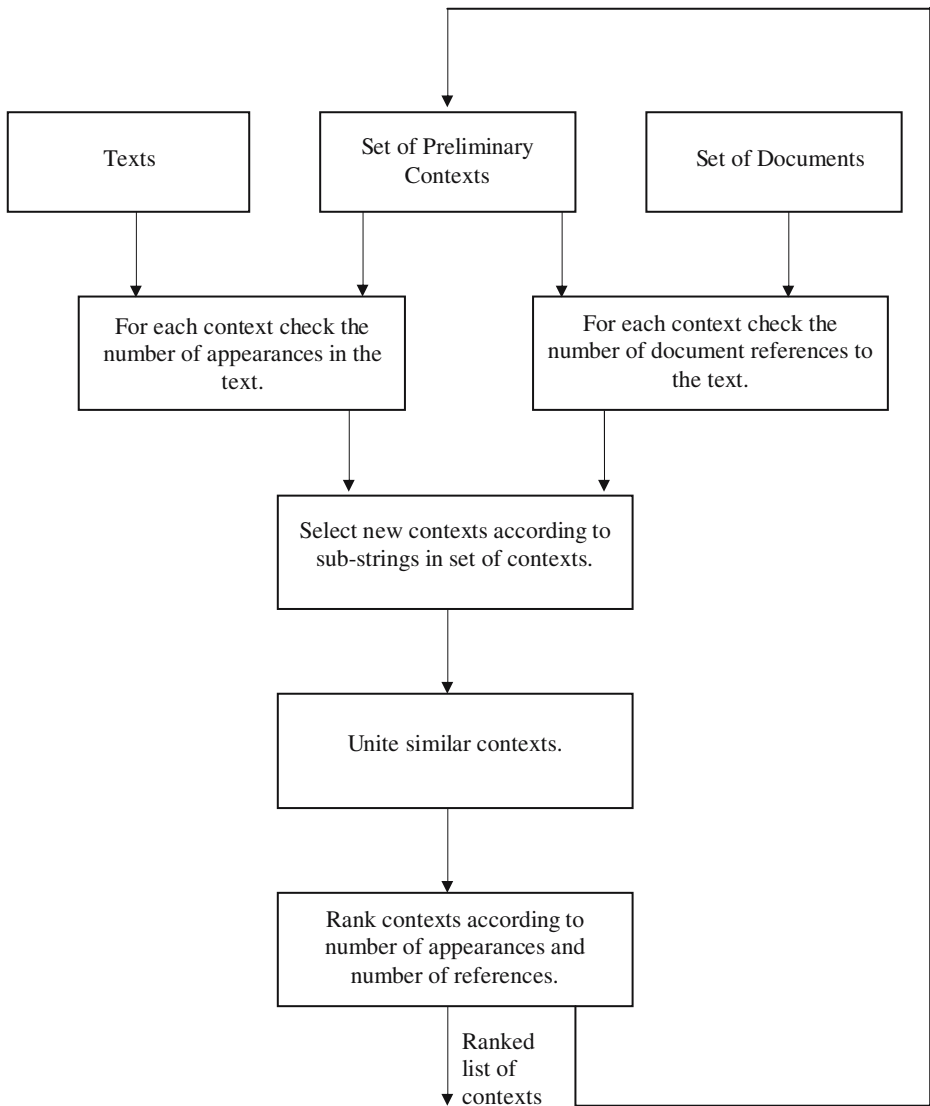 Texts
Set of Preliminary
Contexts
Set of Documents
For each context check the
number of appearances in the
text.
For each context check the
number of document references to
the text.
Select new contexts according to
sub-strings in set of contexts.
Unite similar contexts.
Rank contexts according to
number of appearances and
number of references.
Ranked
list of
contexts